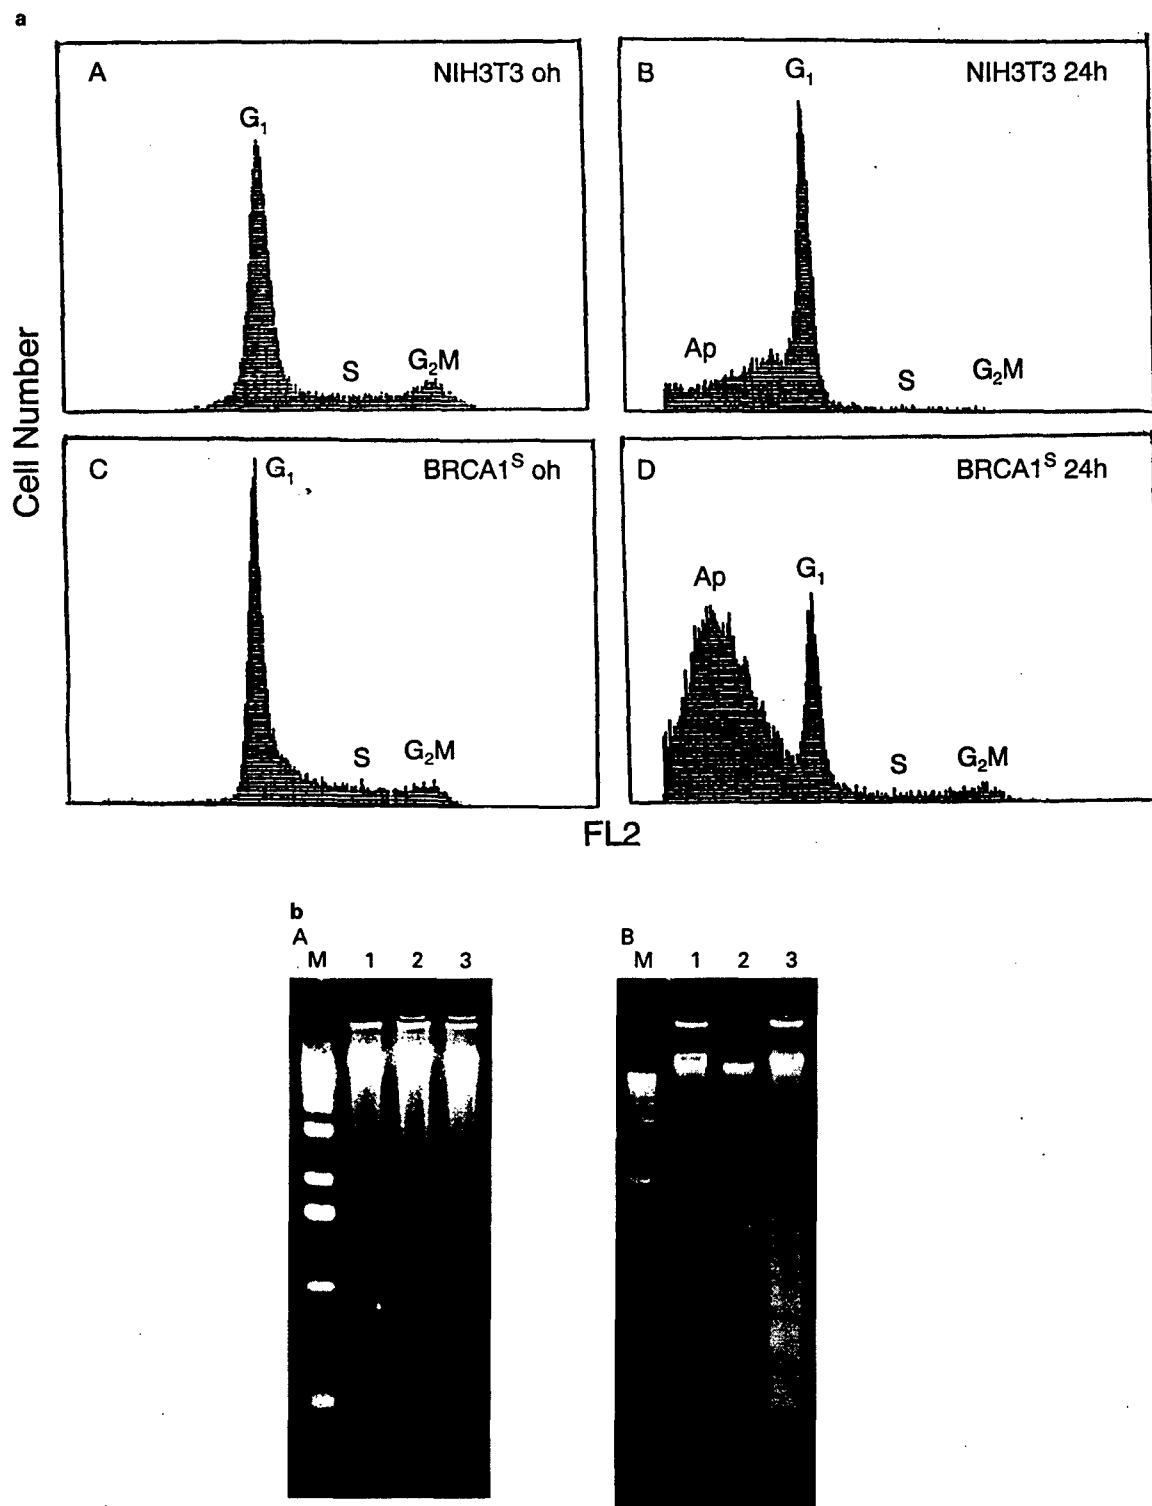 a
A NIH3T3 oh
G₁
S
G₂M
B NIH3T3 24h
G₁
Ap
S
G₂M
Cell Number
C BRCA1ˢ oh
G₁
S
G₂M
D BRCA1ˢ 24h
Ap
G₁
S
G₂M
FL2
b
A
M 1 2 3
B
M 1 2 3